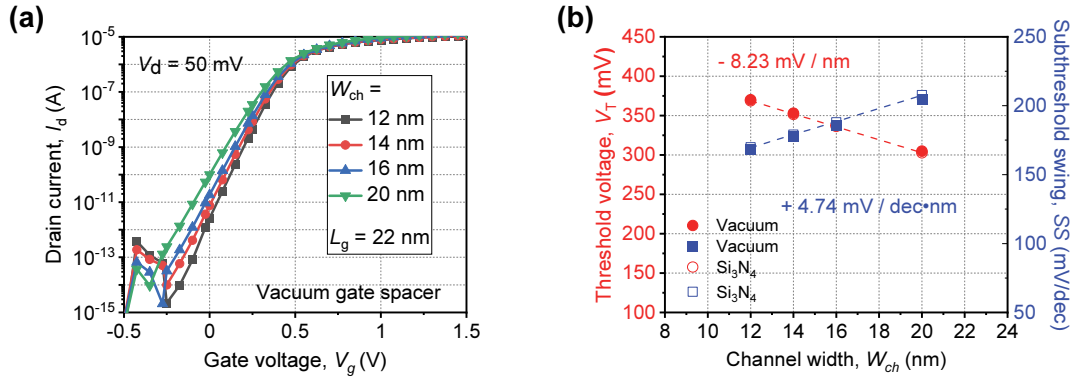 (a)
10⁻⁵
10⁻⁷
10⁻⁹
10⁻¹¹
10⁻¹³
10⁻¹⁵
Drain current, I_d (A)
V_d = 50 mV
W_ch =
12 nm
14 nm
16 nm
20 nm
L_g = 22 nm
Vacuum gate spacer
-0.5
0
0.5
1.0
1.5
Gate voltage, V_g (V)
(b)
450
400
350
300
250
200
150
100
Threshold voltage, V_T (mV)
- 8.23 mV / nm
+ 4.74 mV / dec•nm
Vacuum
Vacuum
Si₃N₄
Si₃N₄
8
10
12
14
16
18
20
22
24
Channel width, W_ch (nm)
250
200
150
100
50
Subthreshold swing, SS (mV/dec)